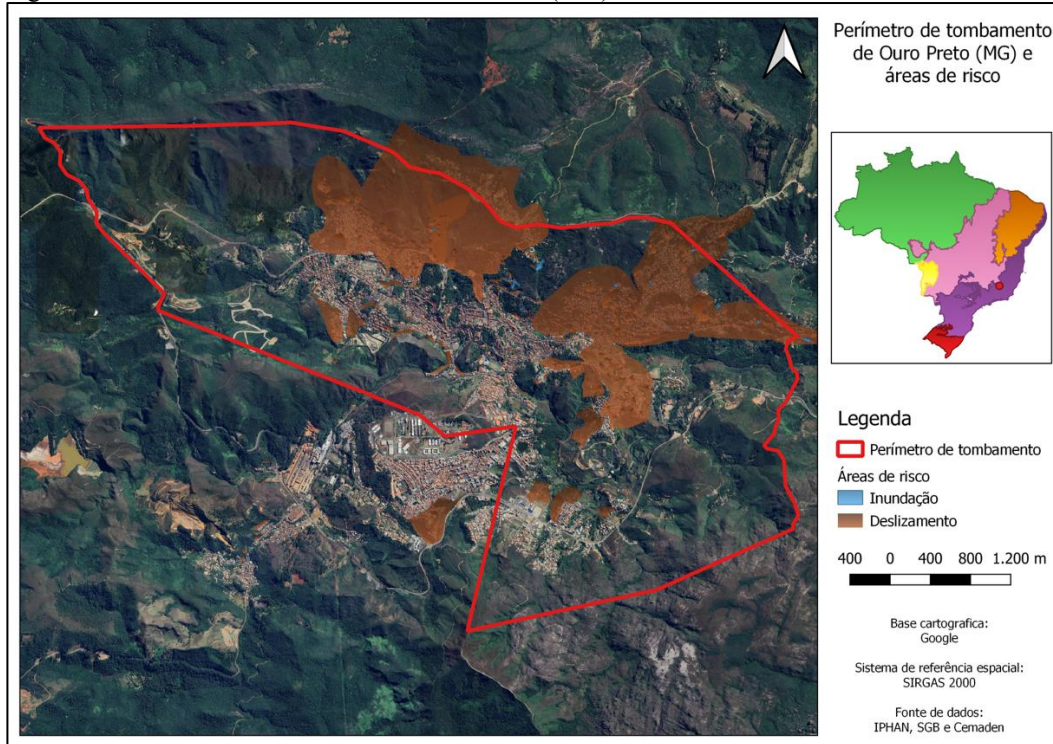 Perímetro de tombamento
de Ouro Preto (MG) e
áreas de risco
Legenda
Perímetro de tombamento
Áreas de risco
Inundação
Deslizamento
400 0 400 800 1.200 m
Base cartografica:
Google
Sistema de referência espacial:
SIRGAS 2000
Fonte de dados:
IPHAN, SGB e Cemaden